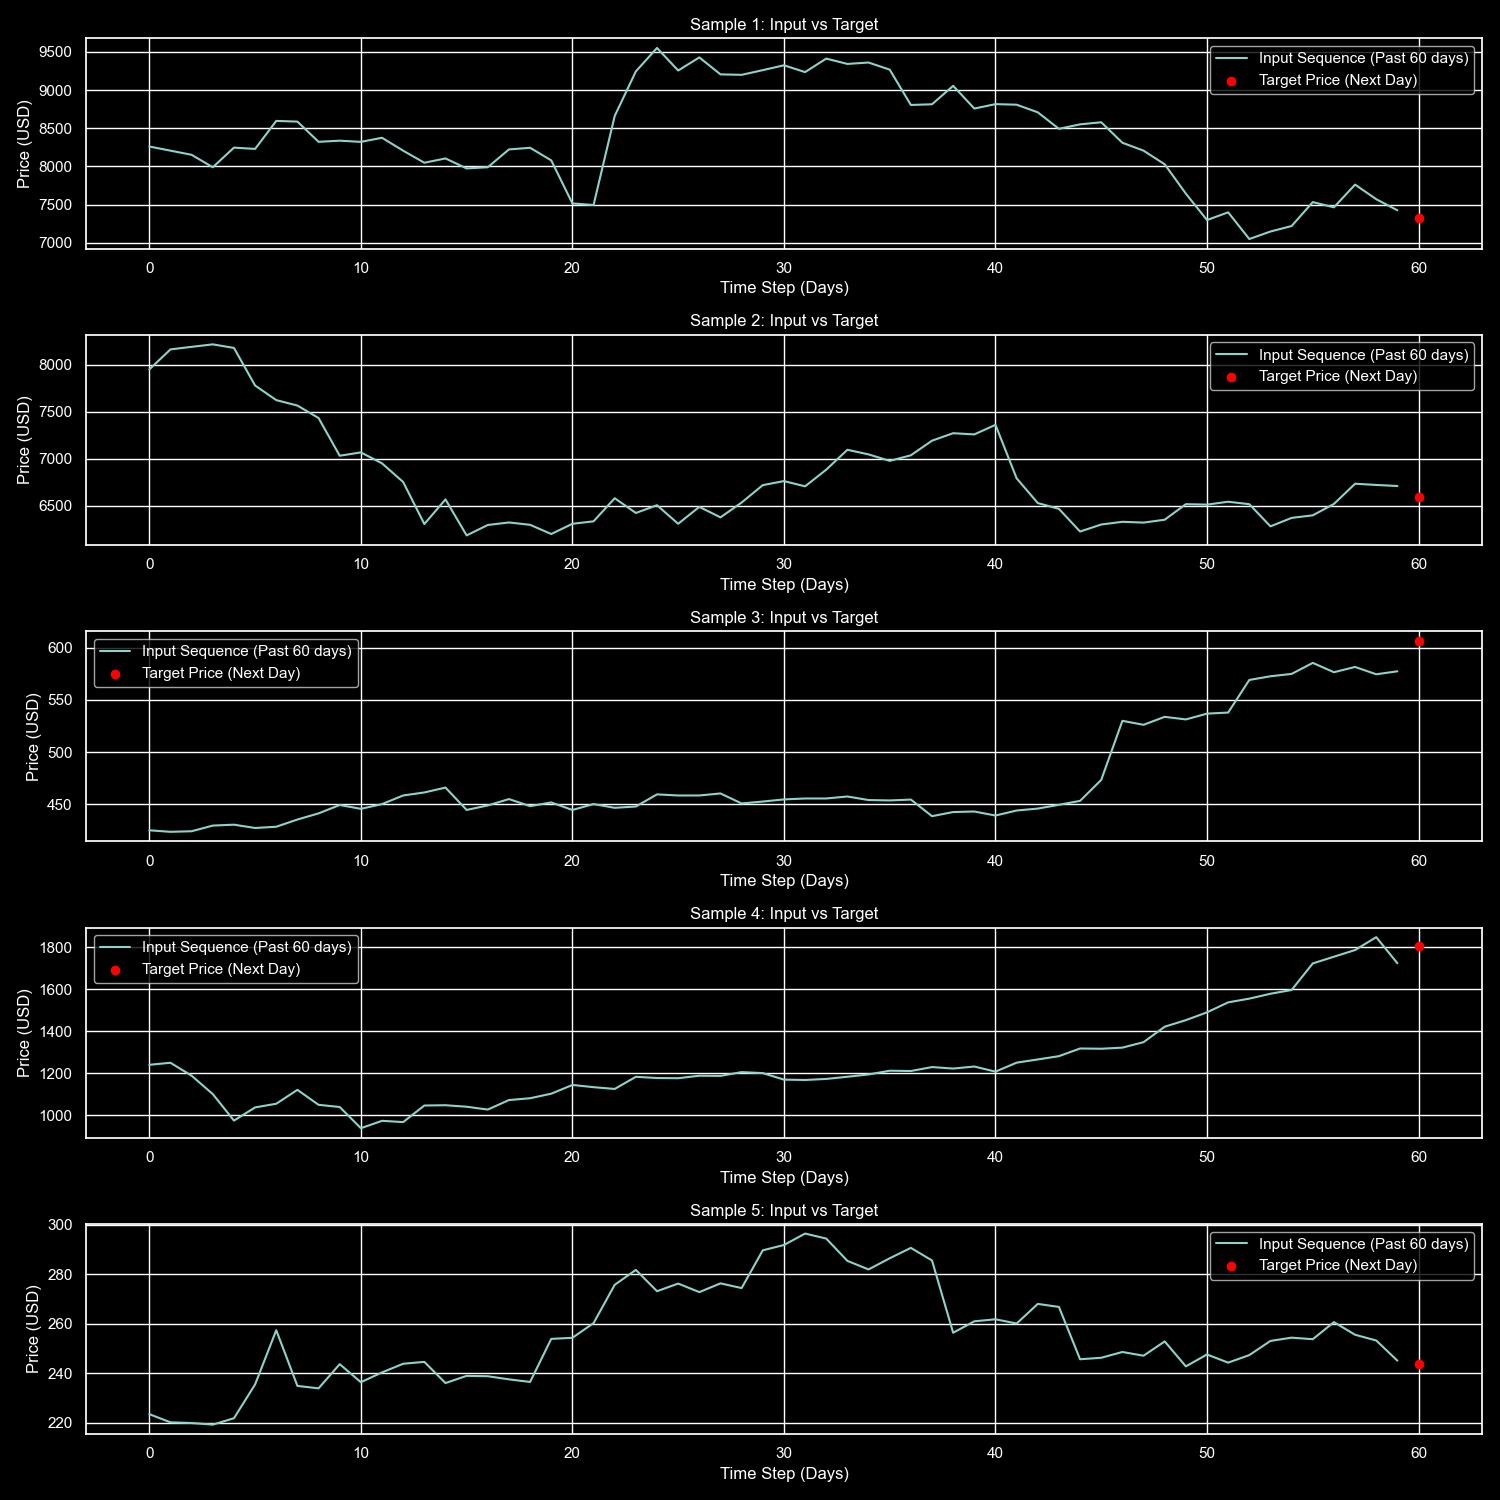 Sample 1: Input vs Target
Price (USD)
9500
9000
8500
8000
7500
7000
Input Sequence (Past 60 days)
Target Price (Next Day)
0 10 20 30 40 50 60
Time Step (Days)
Sample 2: Input vs Target
Price (USD)
8000
7500
7000
6500
Input Sequence (Past 60 days)
Target Price (Next Day)
0 10 20 30 40 50 60
Time Step (Days)
Sample 3: Input vs Target
Price (USD)
600
550
500
450
Input Sequence (Past 60 days)
Target Price (Next Day)
0 10 20 30 40 50 60
Time Step (Days)
Sample 4: Input vs Target
Price (USD)
1800
1600
1400
1200
1000
Input Sequence (Past 60 days)
Target Price (Next Day)
0 10 20 30 40 50 60
Time Step (Days)
Sample 5: Input vs Target
Price (USD)
300
280
260
240
220
Input Sequence (Past 60 days)
Target Price (Next Day)
0 10 20 30 40 50 60
Time Step (Days)